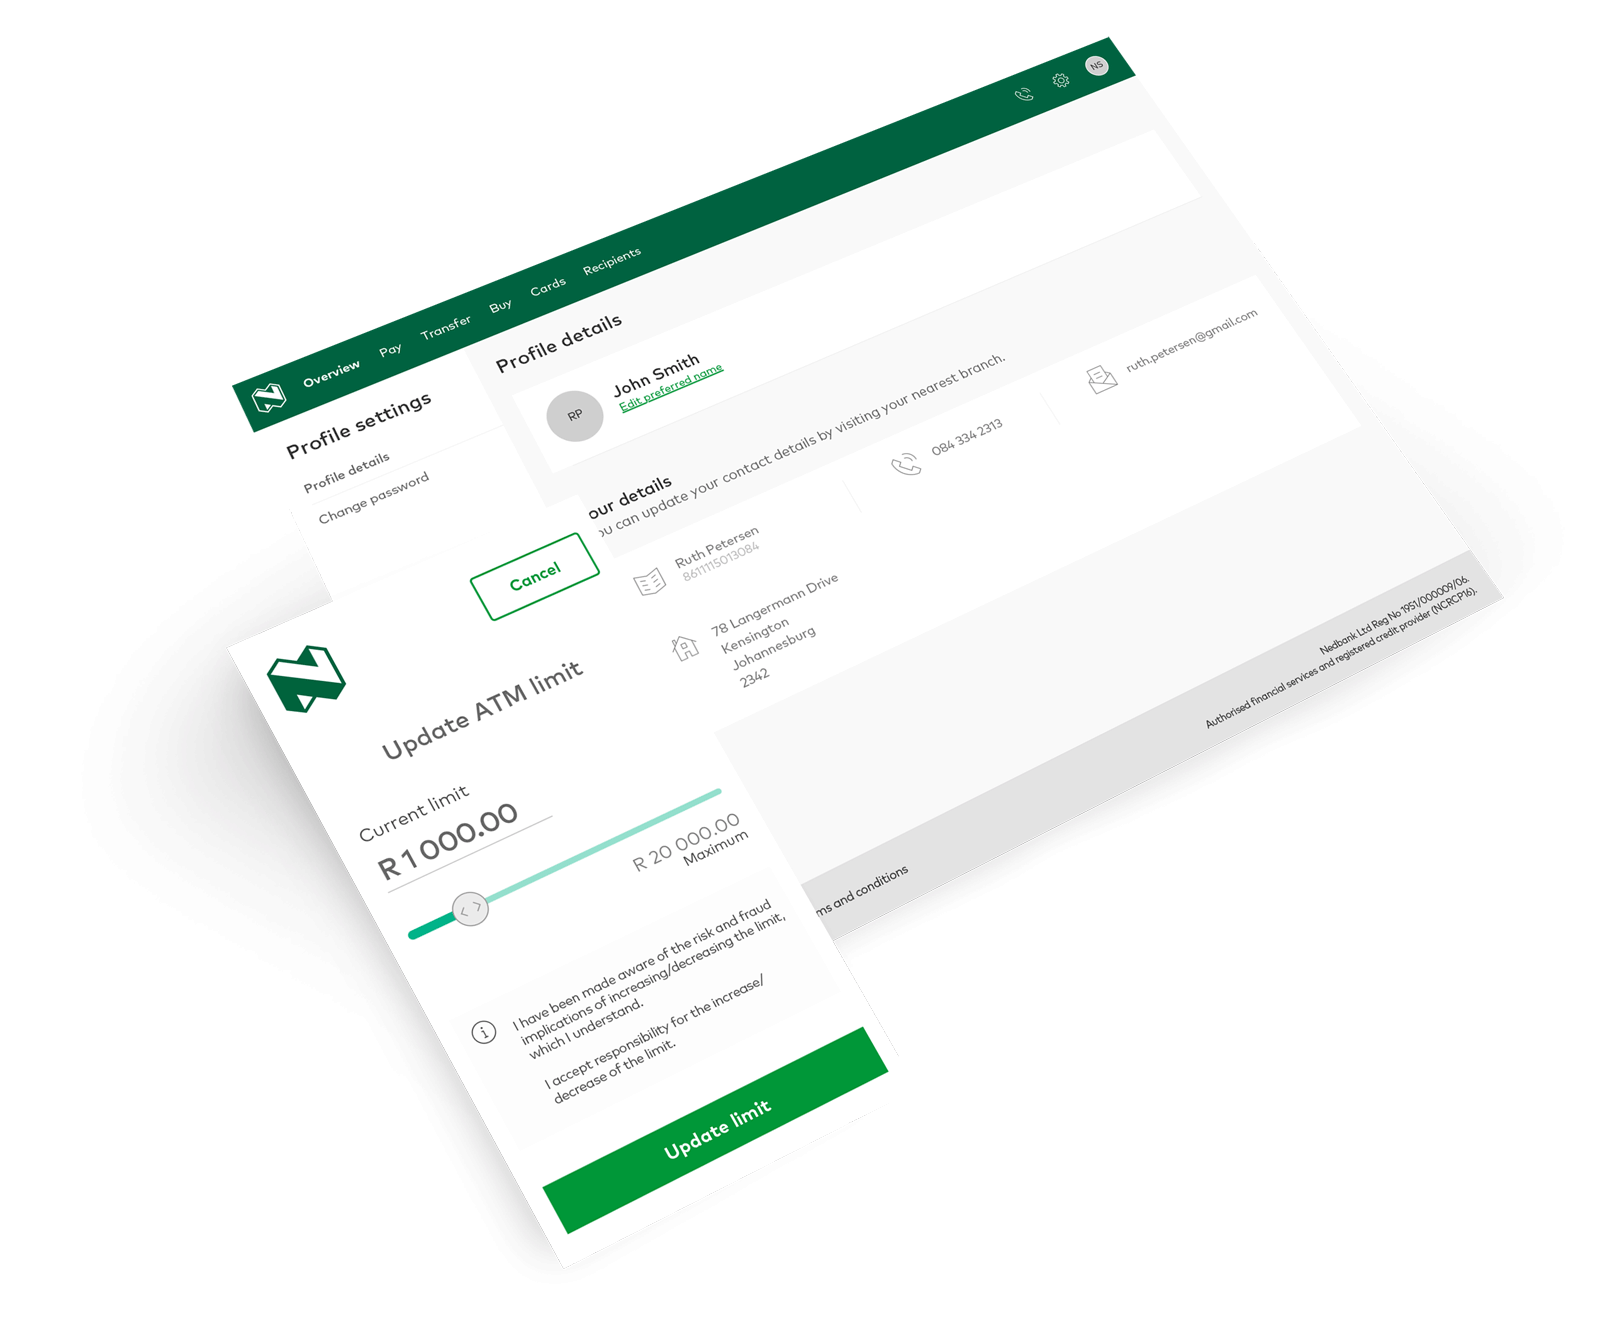 NS
Overview
Pay
Transfer
Buy
Cards
Recipients
Profile settings
Profile details
Change password
Profile details
RP
John Smith
Edit preferred name
our details
ou can update your contact details by visiting your nearest branch.
Ruth Petersen
8611115013084
084 334 2313
ruth.petersen@gmail.com
78 Langermann Drive
Kensington
Johannesburg
2342
Nedbank Ltd Reg No 1951/000009/06.
Authorised financial services and registered credit provider (NCRCP16).
ms and conditions
Cancel
Update ATM limit
Current limit
R 1 000.00
R 20 000.00
Maximum
I have been made aware of the risk and fraud
implications of increasing/decreasing the limit,
which I understand.
I accept responsibility for the increase/
decrease of the limit.
Update limit